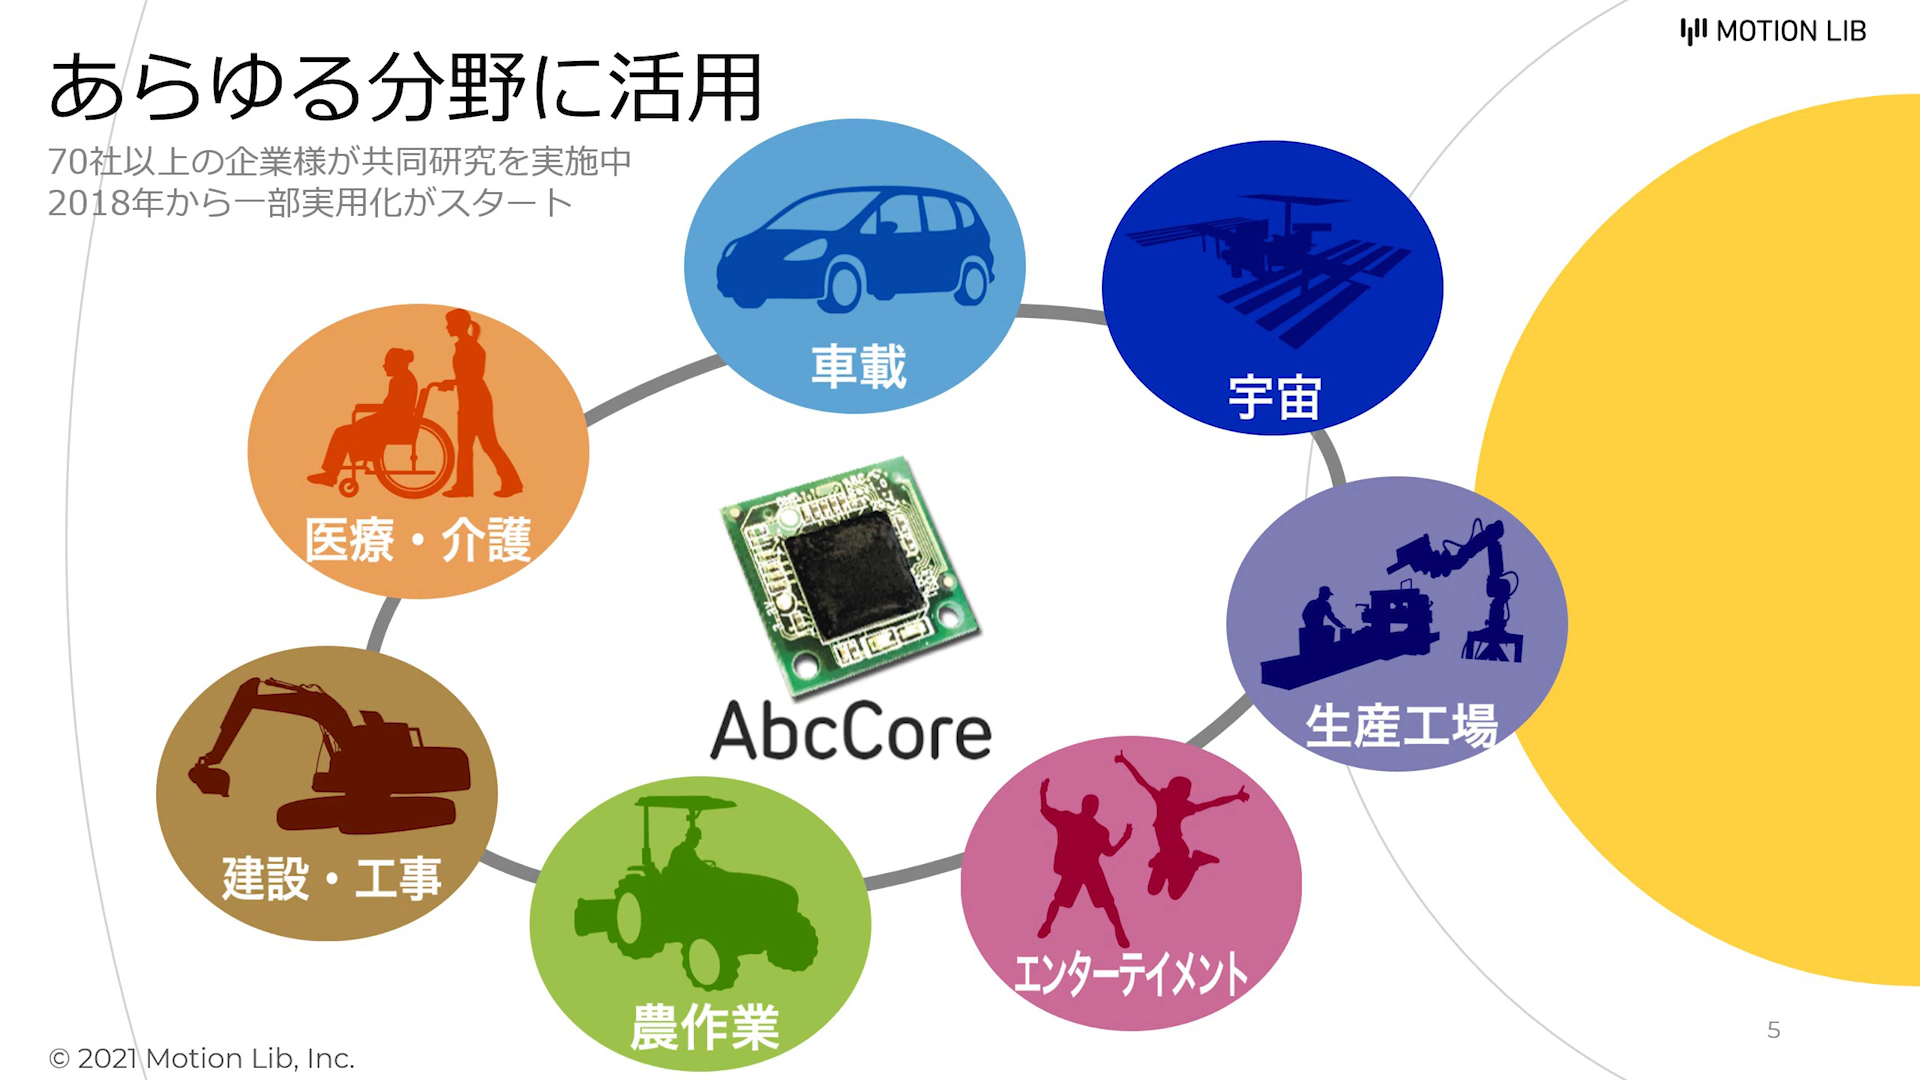 MOTION LIB
あらゆる分野に活用
70社以上の企業様が共同研究を実施中
2018年から一部実用化がスタート
車載
宇宙
医療・介護
生産工場
AbcCore
建設・工事
エンターテイメント
農作業
5
© 2021 Motion Lib, Inc.